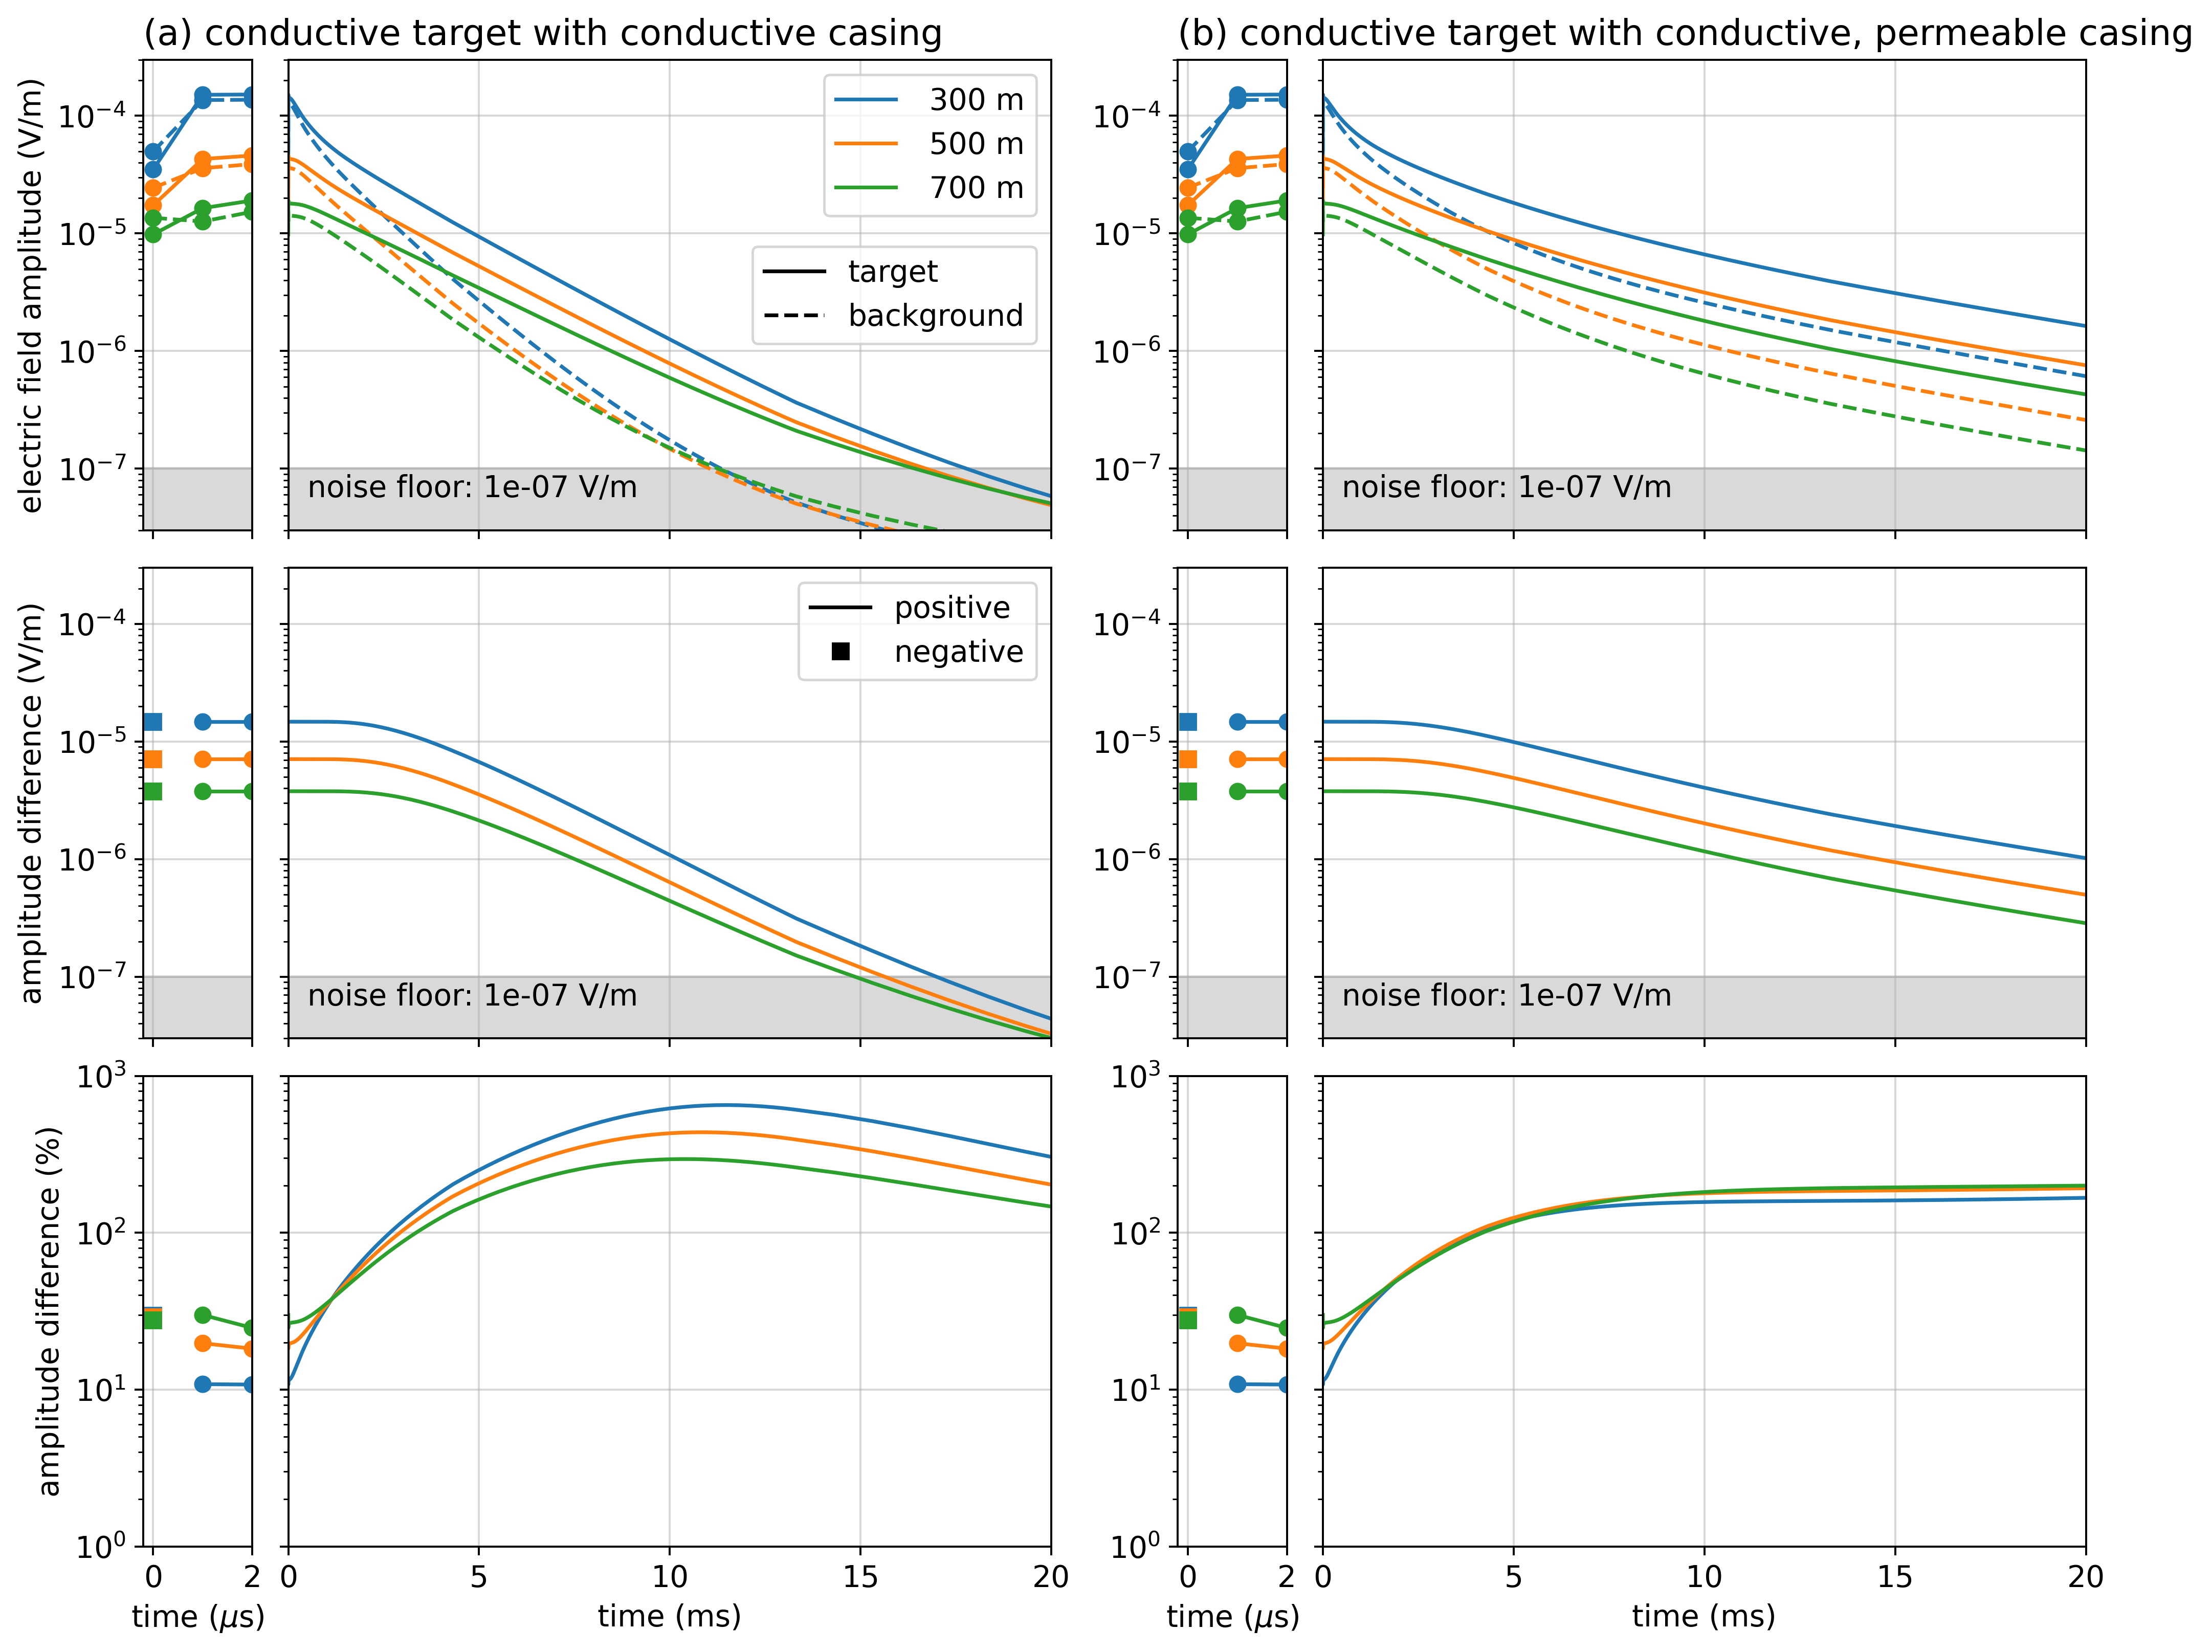 (a) conductive target with conductive casing
(b) conductive target with conductive, permeable casing
electric field amplitude (V/m)
10⁻⁴
10⁻⁵
10⁻⁶
10⁻⁷
300 m
500 m
700 m
target
background
noise floor: 1e-07 V/m
10⁻⁴
10⁻⁵
10⁻⁶
10⁻⁷
noise floor: 1e-07 V/m
amplitude difference (V/m)
10⁻⁴
10⁻⁵
10⁻⁶
10⁻⁷
positive
negative
noise floor: 1e-07 V/m
10⁻⁴
10⁻⁵
10⁻⁶
10⁻⁷
noise floor: 1e-07 V/m
amplitude difference (%)
10³
10²
10¹
10⁰
0 2 0 5 10 15 20
time (μs) time (ms)
10³
10²
10¹
10⁰
0 2 0 5 10 15 20
time (μs) time (ms)